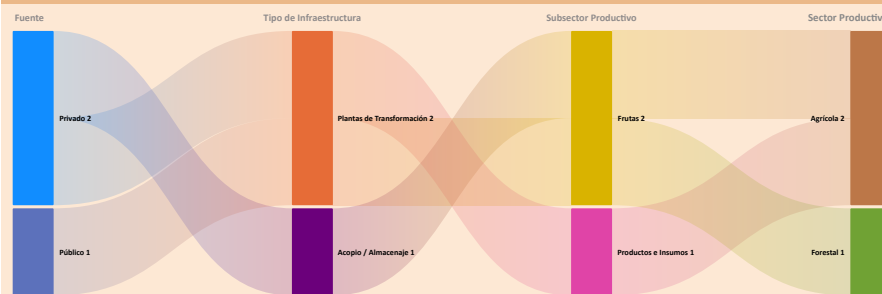 Fuente
Tipo de Infraestructura
Subsector Productivo
Sector Productiv
Privado 2
Plantas de Transformación 2
Frutas 2
Agrícola 2
Público 1
Acopio / Almacenaje 1
Productos e Insumos 1
Forestal 1